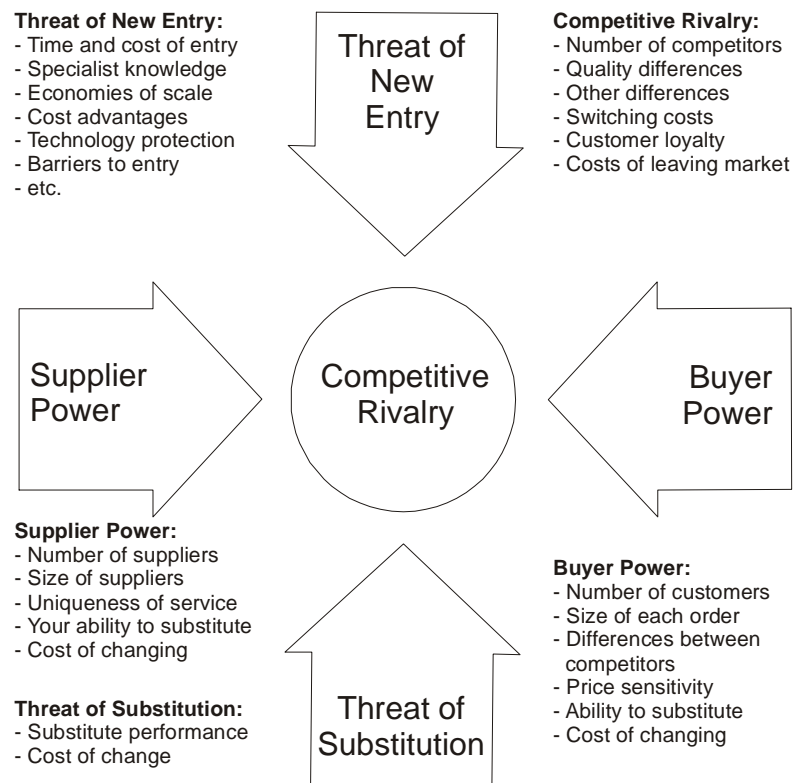 Threat of New Entry:
- Time and cost of entry
- Specialist knowledge
- Economies of scale
- Cost advantages
- Technology protection
- Barriers to entry
- etc.
Threat of
New
Entry
Competitive Rivalry:
- Number of competitors
- Quality differences
- Other differences
- Switching costs
- Customer loyalty
- Costs of leaving market
Supplier
Power
Competitive
Rivalry
Buyer
Power
Supplier Power:
- Number of suppliers
- Size of suppliers
- Uniqueness of service
- Your ability to substitute
- Cost of changing
Threat of Substitution:
- Substitute performance
- Cost of change
Threat of
Substitution
Buyer Power:
- Number of customers
- Size of each order
- Differences between
competitors
- Price sensitivity
- Ability to substitute
- Cost of changing